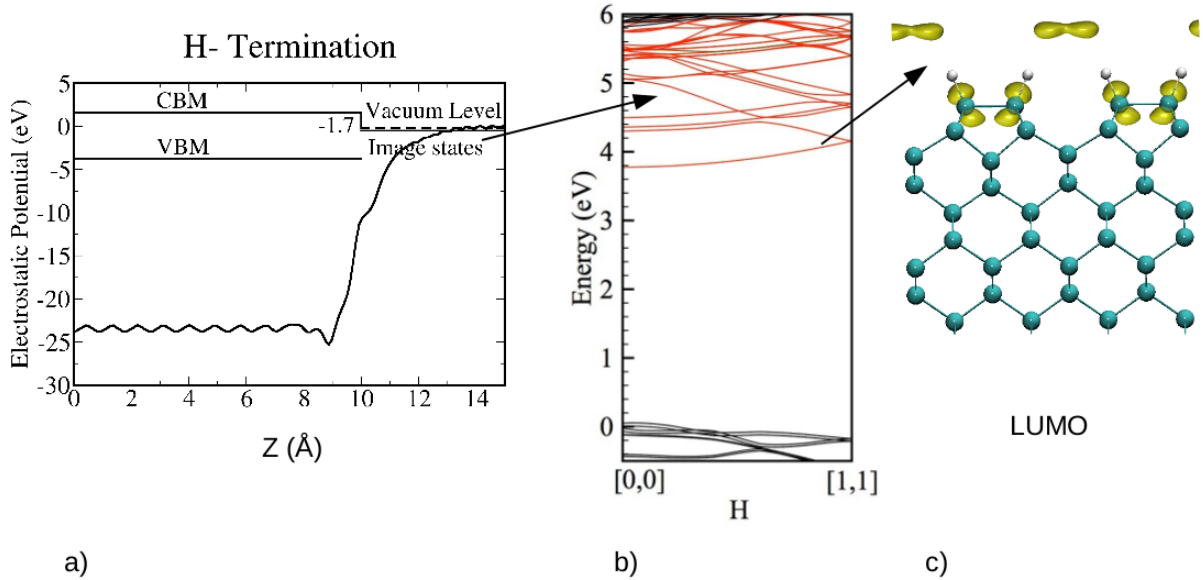 H- Termination
Electrostatic Potential (eV)
5
0
-5
-10
-15
-20
-25
-30
CBM
VBM
-1.7
Vacuum Level
Image states
0 2 4 6 8 10 12 14
Z (Å)
a)
Energy (eV)
6
5
4
3
2
1
0
[0,0] [1,1]
H
b)
LUMO
c)